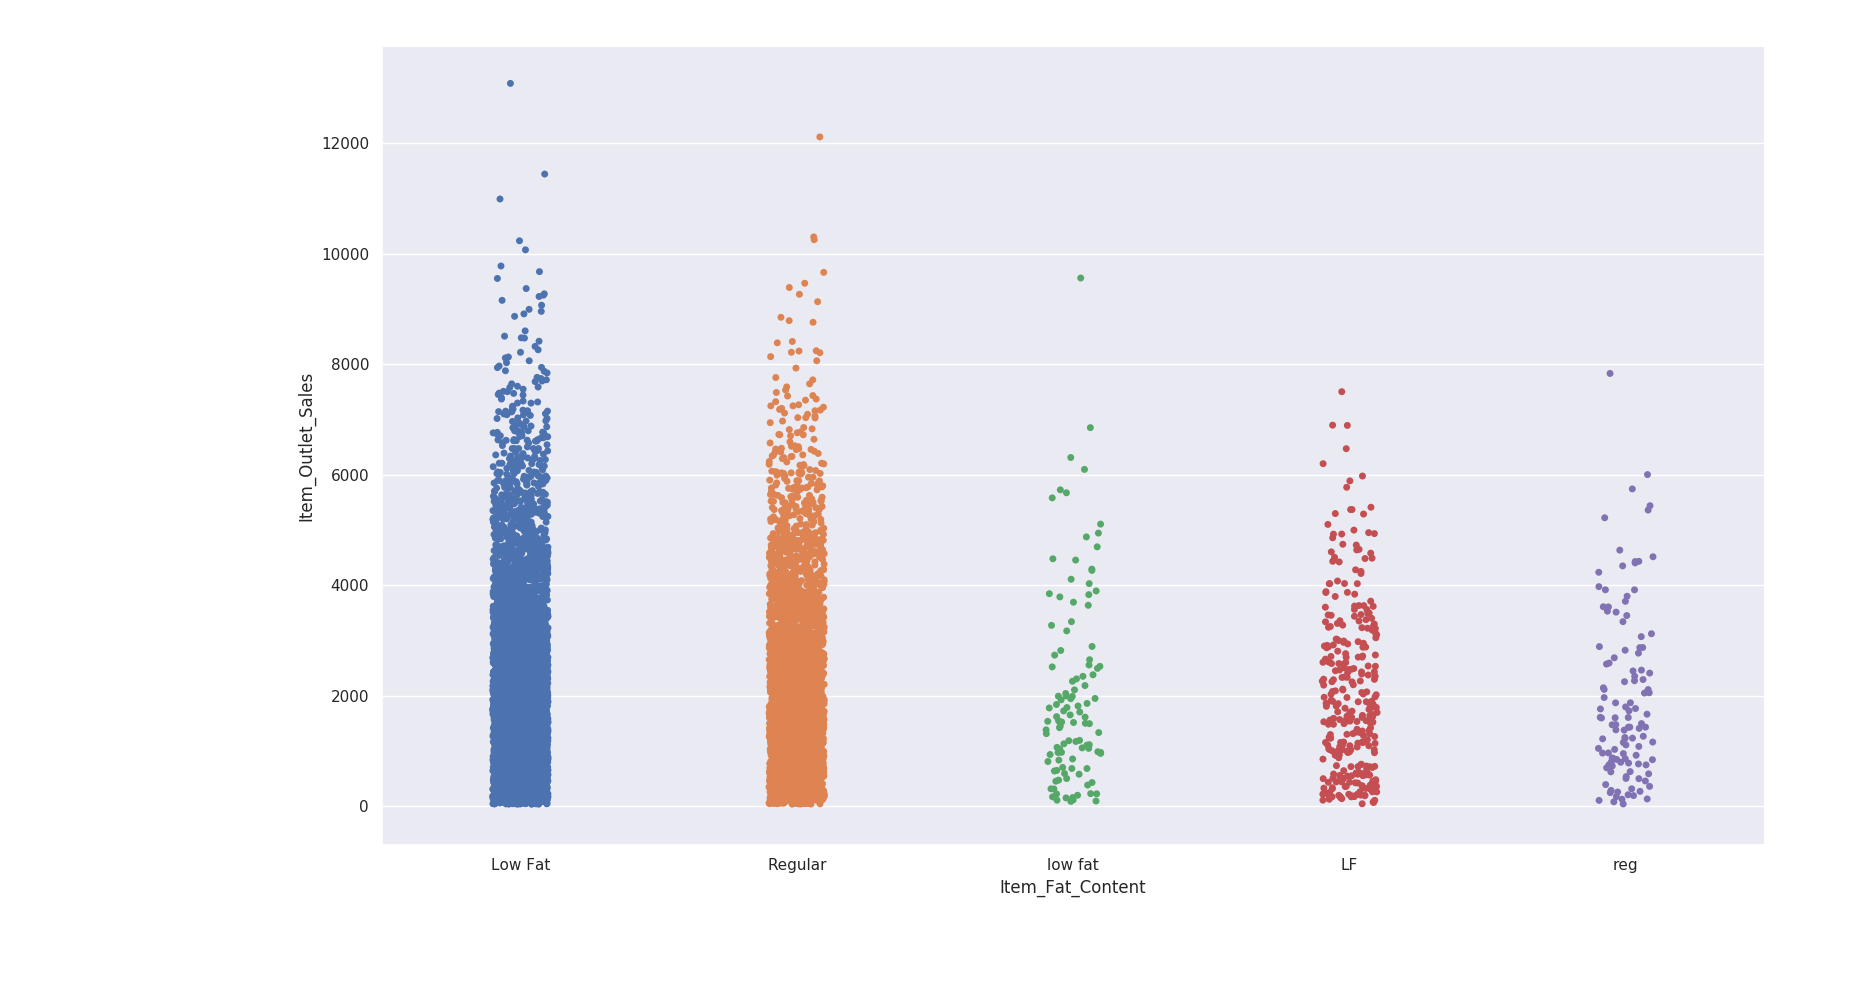 12000
10000
8000
6000
4000
2000
0
Item_Outlet_Sales
Low Fat
Regular
low fat
LF
reg
Item_Fat_Content